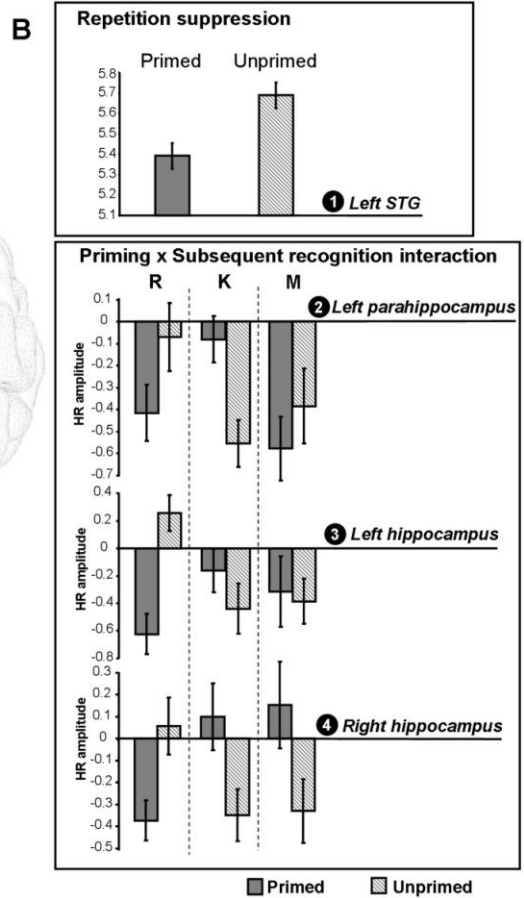 B
Repetition suppression
Primed Unprimed
5.8
5.7
5.6
5.5
5.4
5.3
5.2
5.1
1 Left STG
Priming x Subsequent recognition interaction
R K M
2 Left parahippocampus
HR amplitude
0.1
0
-0.1
-0.2
-0.3
-0.4
-0.5
-0.6
-0.7
3 Left hippocampus
HR amplitude
0.4
0.2
0
-0.2
-0.4
-0.6
-0.8
4 Right hippocampus
HR amplitude
0.3
0.2
0.1
0
-0.1
-0.2
-0.3
-0.4
-0.5
Primed Unprimed